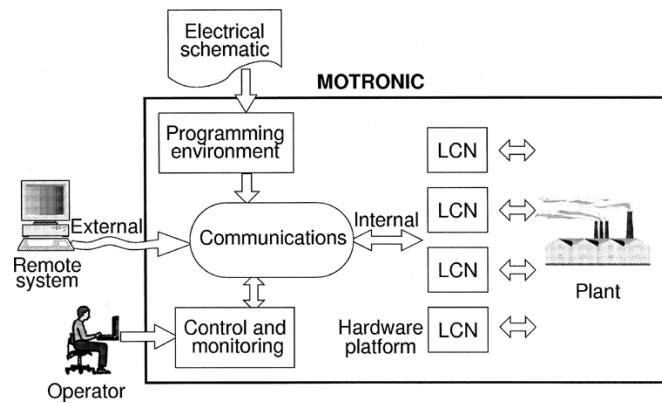 Electrical
schematic
MOTRONIC
Programming
environment
LCN
LCN
External
Internal
Communications
Remote
system
LCN
Plant
Control and
monitoring
Hardware
platform
LCN
Operator